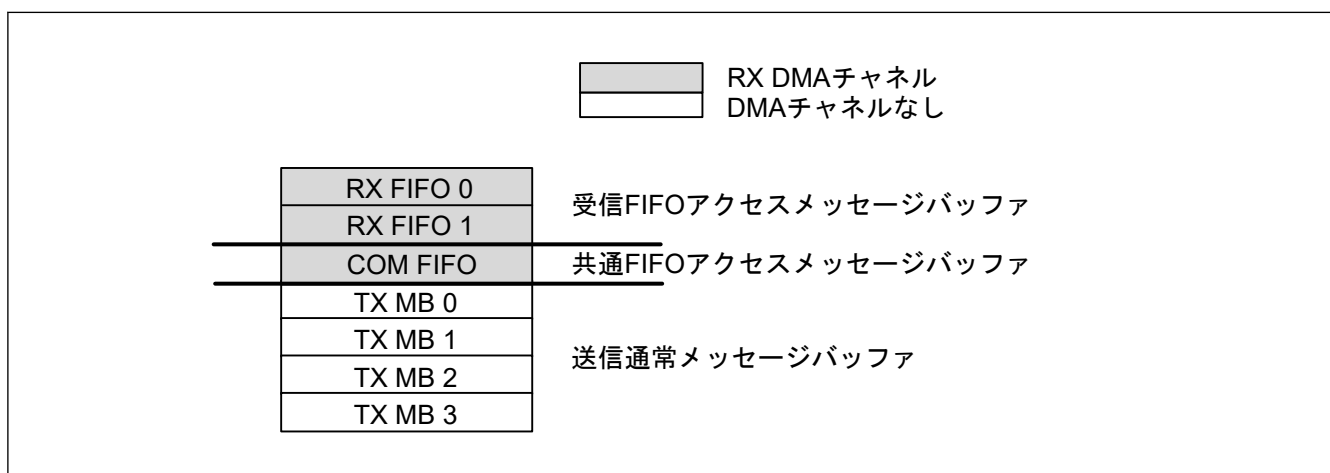 RX DMAチャネル
DMAチャネルなし
RX FIFO 0
RX FIFO 1
受信FIFOアクセスメッセージバッファ
COM FIFO
共通FIFOアクセスメッセージバッファ
TX MB 0
TX MB 1
TX MB 2
TX MB 3
送信通常メッセージバッファ